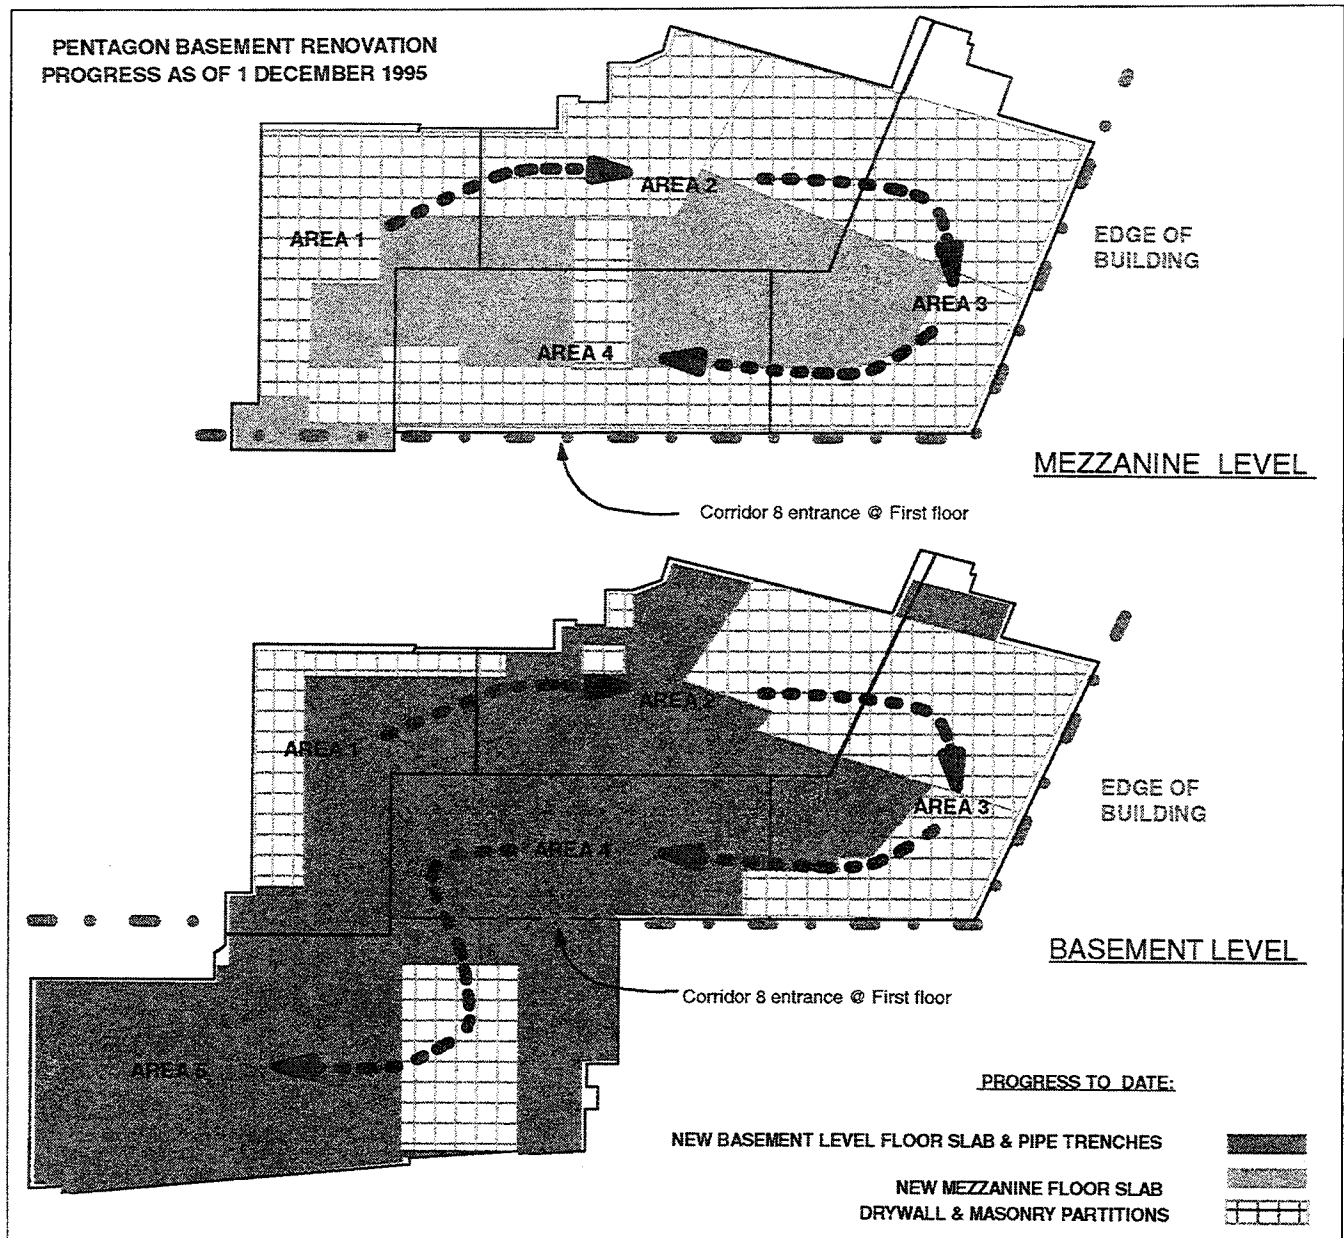 PENTAGON BASEMENT RENOVATION
PROGRESS AS OF 1 DECEMBER 1995
AREA 1
AREA 2
AREA 3
AREA 4
EDGE OF
BUILDING
MEZZANINE LEVEL
Corridor 8 entrance @ First floor
AREA 1
AREA 2
AREA 3
AREA 4
EDGE OF
BUILDING
BASEMENT LEVEL
Corridor 8 entrance @ First floor
AREA 5
PROGRESS TO DATE:
NEW BASEMENT LEVEL FLOOR SLAB & PIPE TRENCHES
NEW MEZZANINE FLOOR SLAB
DRYWALL & MASONRY PARTITIONS